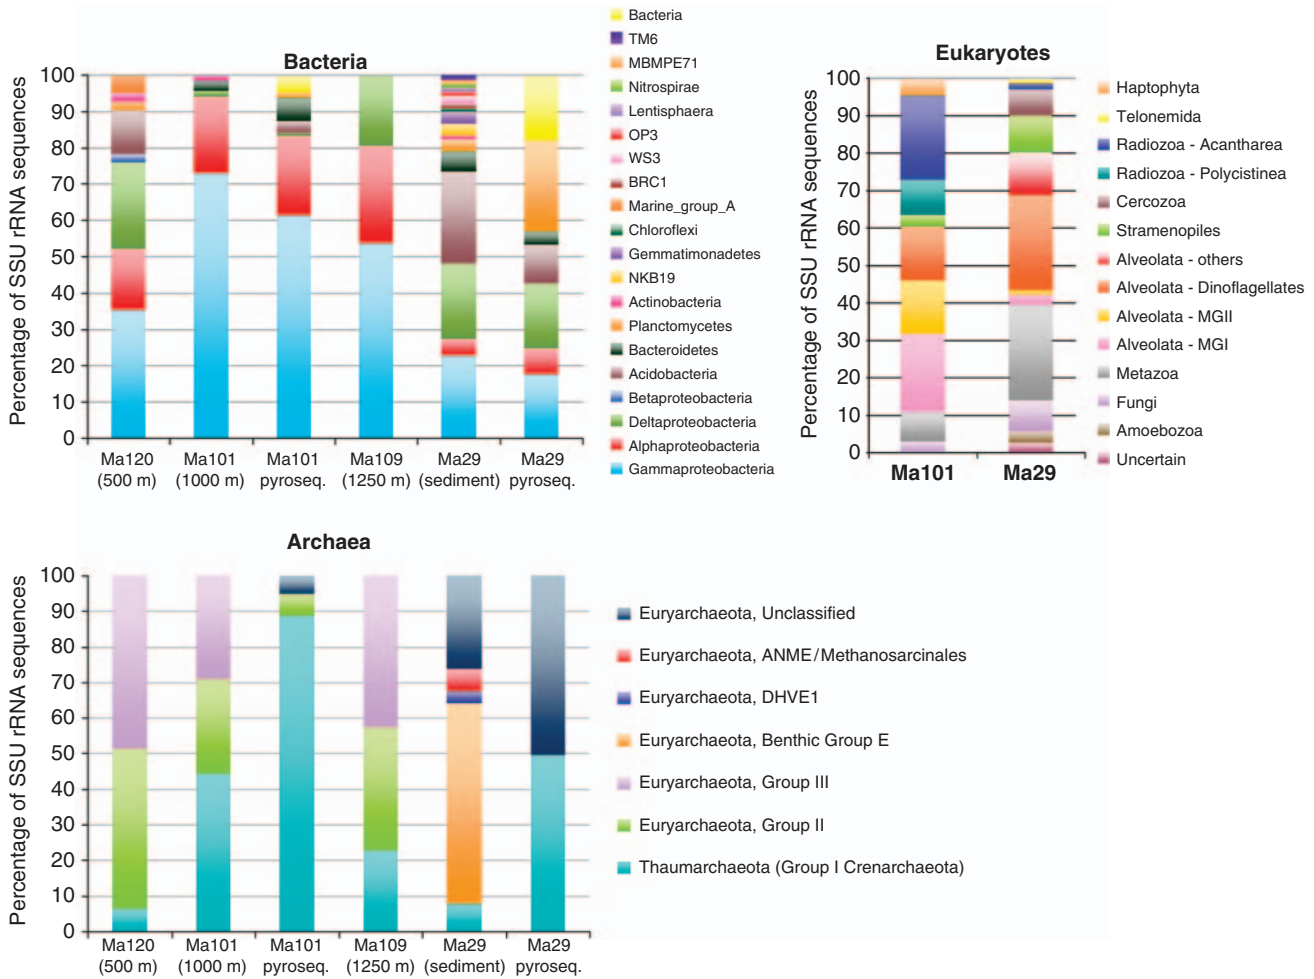 Bacteria
Percentage of SSU rRNA sequences
100
90
80
70
60
50
40
30
20
10
0
Ma120
(500 m)
Ma101
(1000 m)
Ma101
pyroseq.
Ma109
(1250 m)
Ma29
(sediment)
Ma29
pyroseq.
Bacteria
TM6
MBMPE71
Nitrospirae
Lentisphaera
OP3
WS3
BRC1
Marine_group_A
Chloroflexi
Gemmatimonadetes
NKB19
Actinobacteria
Planctomycetes
Bacteroidetes
Acidobacteria
Betaproteobacteria
Deltaproteobacteria
Alphaproteobacteria
Gammaproteobacteria
Eukaryotes
Percentage of SSU rRNA sequences
100
90
80
70
60
50
40
30
20
10
0
Ma101
Ma29
Haptophyta
Telonemida
Radiozoa - Acantharea
Radiozoa - Polycistinea
Cercozoa
Stramenopiles
Alveolata - others
Alveolata - Dinoflagellates
Alveolata - MGII
Alveolata - MGI
Metazoa
Fungi
Amoebozoa
Uncertain
Archaea
Percentage of SSU rRNA sequences
100
90
80
70
60
50
40
30
20
10
0
Ma120
(500 m)
Ma101
(1000 m)
Ma101
pyroseq.
Ma109
(1250 m)
Ma29
(sediment)
Ma29
pyroseq.
Euryarchaeota, Unclassified
Euryarchaeota, ANME/Methanosarcinales
Euryarchaeota, DHVE1
Euryarchaeota, Benthic Group E
Euryarchaeota, Group III
Euryarchaeota, Group II
Thaumarchaeota (Group I Crenarchaeota)